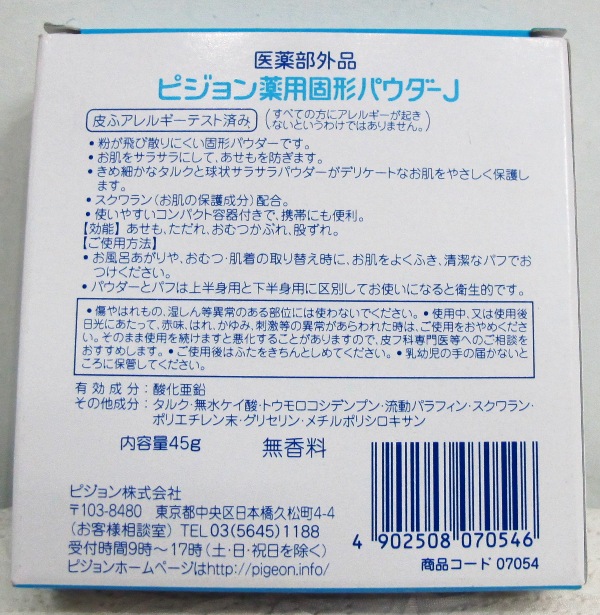 医薬部外品
ピジョン薬用固形パウダーJ
皮ふアレルギーテスト済み (すべての方にアレルギーが起き
ないというわけではありません。)
●粉が飛び散りにくい固形パウダーです。
●お肌をサラサラにして、あせもを防ぎます。
●きめ細かなタルクと球状サラサラパウダーがデリケートなお肌をやさしく保護し
ます。
●スクワラン(お肌の保護成分)配合。
●使いやすいコンパクト容器付きで、携帯にも便利。
【効能】あせも、ただれ、おむつかぶれ、股ずれ。
【ご使用方法】
●お風呂あがりや、おむつ・肌着の取り替え時に、お肌をよくふき、清潔なパフでお
つけください。
●パウダーとパフは上半身用と下半身用に区別してお使いになると衛生的です。
●傷やはれもの、湿しん等異常のある部位には使わないでください。●使用中、又は使用後
日光にあたって、赤味、はれ、かゆみ、刺激等の異常があらわれた時は、ご使用をおやめくださ
い。そのまま使用を続けますと悪化することがありますので、皮フ科専門医等へのご相談を
おすすめします。●ご使用後はふたをきちんとしめてください。●乳幼児の手の届かないと
ころに保管してください。
有効成分:酸化亜鉛
その他成分:タルク・無水ケイ酸・トウモロコシデンプン・流動パラフィン・スクワラン・
ポリエチレン末・グリセリン・メチルポリシロキサン
内容量45g 無香料
ピジョン株式会社
〒103-8480 東京都中央区日本橋久松町4-4
(お客様相談室) TEL03(5645)1188
受付時間9時〜17時(土・日・祝日を除く)
ピジョンホームページはhttp://pigeon.info/
4 902508 070546
商品コード 07054